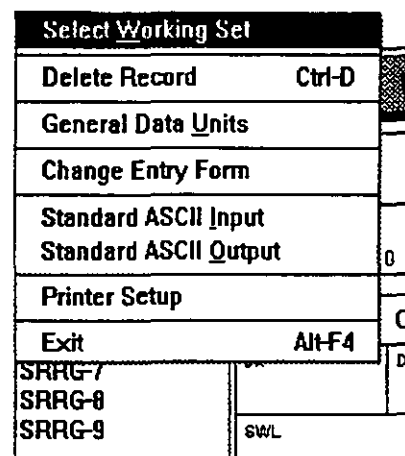 Select Working Set
Delete Record Ctrl-D
General Data Units
Change Entry Form
Standard ASCII Input
Standard ASCII Output
Printer Setup
Exit Alt-F4
SRRG-7
SRRG-8
SRRG-9
SWL